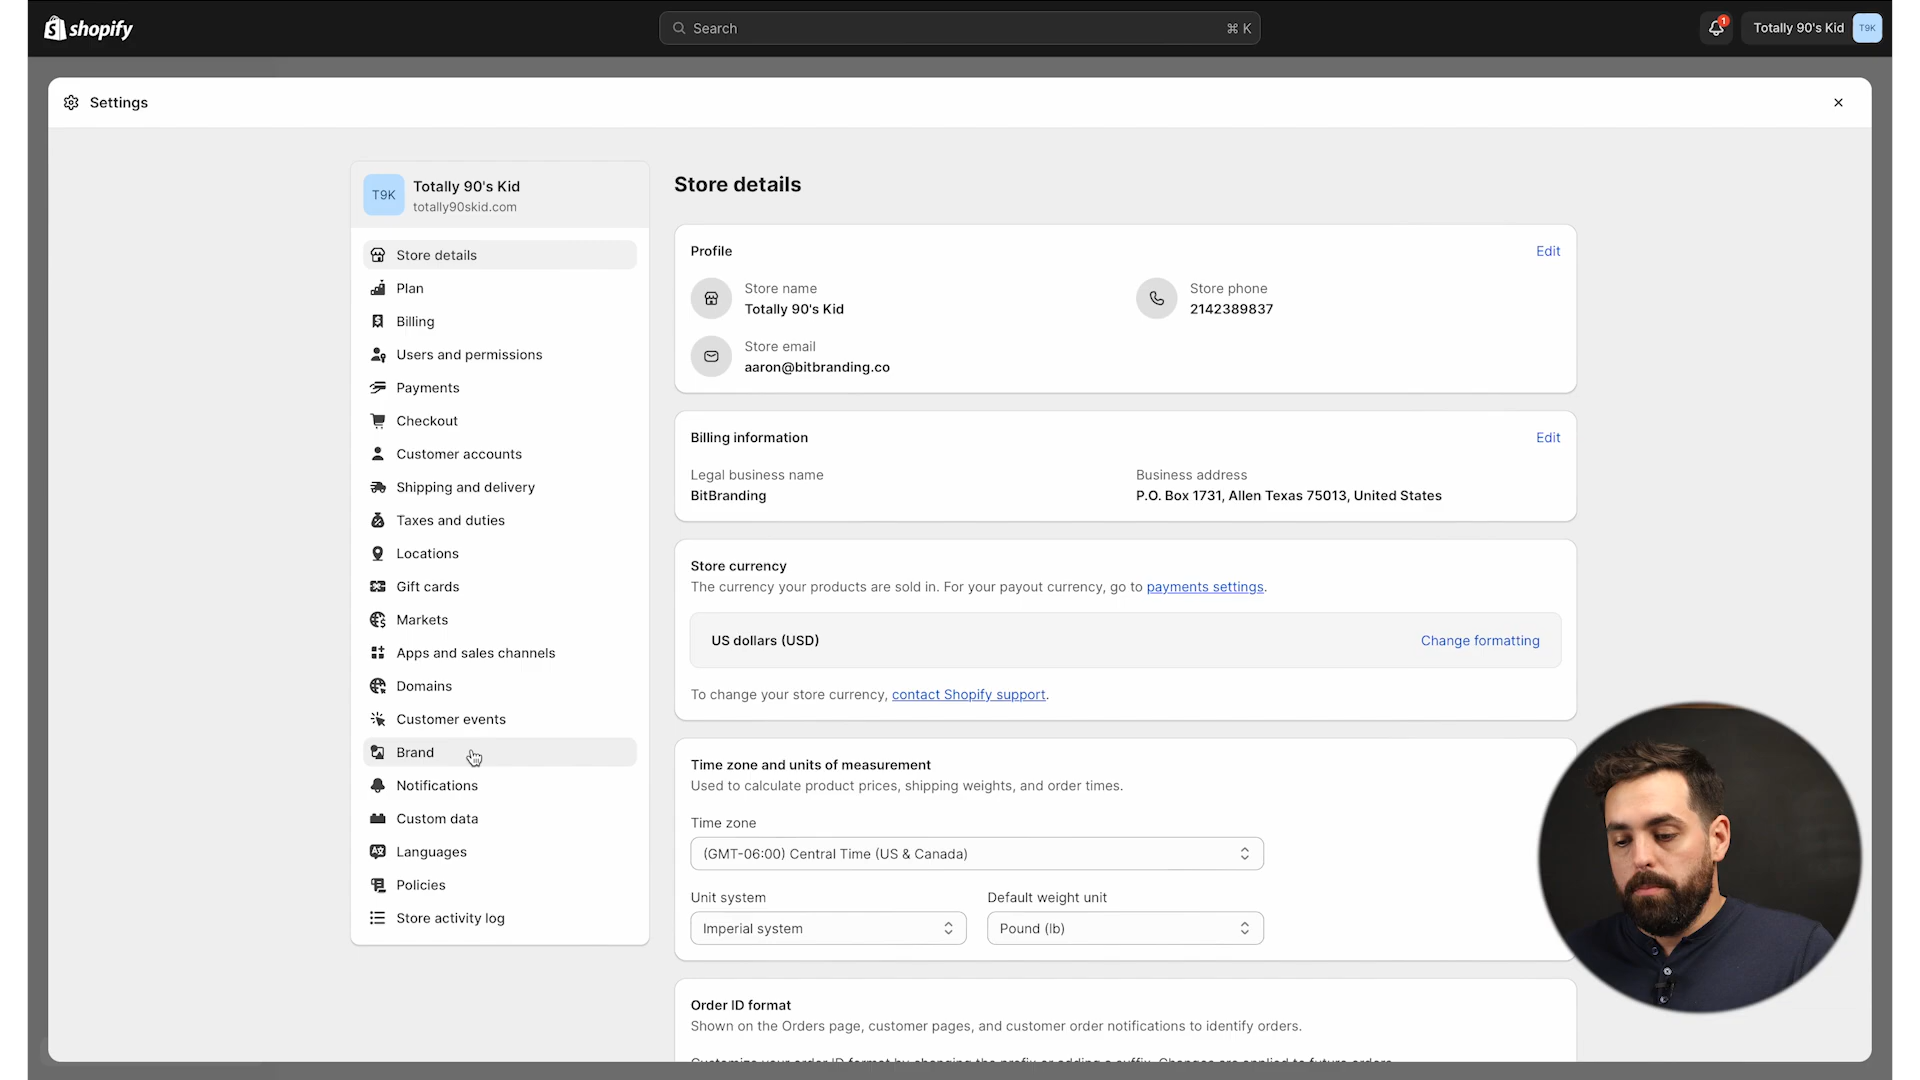 shopify
Search
⌘ K
1
Totally 90's Kid
T9K
Settings
T9K
Totally 90's Kid
totally90skid.com
Store details
Plan
Billing
Users and permissions
Payments
Checkout
Customer accounts
Shipping and delivery
Taxes and duties
Locations
Gift cards
Markets
Apps and sales channels
Domains
Customer events
Brand
Notifications
Custom data
Languages
Policies
Store activity log
Store details
Profile
Edit
Store name
Totally 90's Kid
Store phone
2142389837
Store email
aaron@bitbranding.co
Billing information
Edit
Legal business name
BitBranding
Business address
P.O. Box 1731, Allen Texas 75013, United States
Store currency
The currency your products are sold in. For your payout currency, go to payments settings.
US dollars (USD)
Change formatting
To change your store currency, contact Shopify support.
Time zone and units of measurement
Used to calculate product prices, shipping weights, and order times.
Time zone
(GMT-06:00) Central Time (US & Canada)
Unit system
Imperial system
Default weight unit
Pound (lb)
Order ID format
Shown on the Orders page, customer pages, and customer order notifications to identify orders.
Customize your order ID format by changing the prefix or adding a suffix. Changes are applied to future orders.